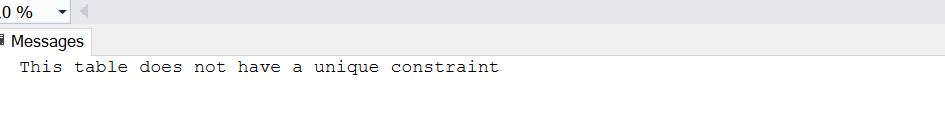 .0 %
Messages
This table does not have a unique constraint